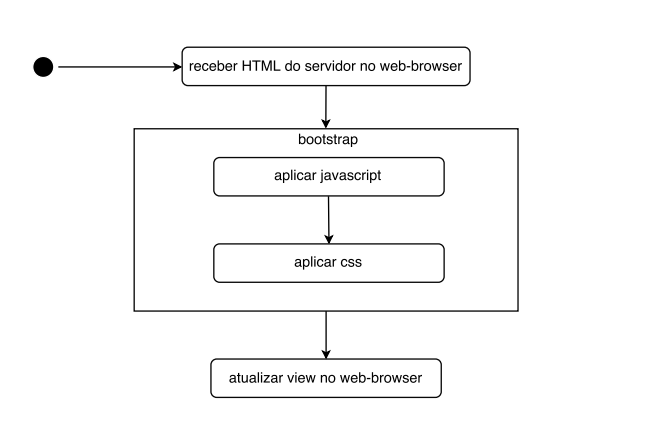 receber HTML do servidor no web-browser
bootstrap
aplicar javascript
aplicar css
atualizar view no web-browser